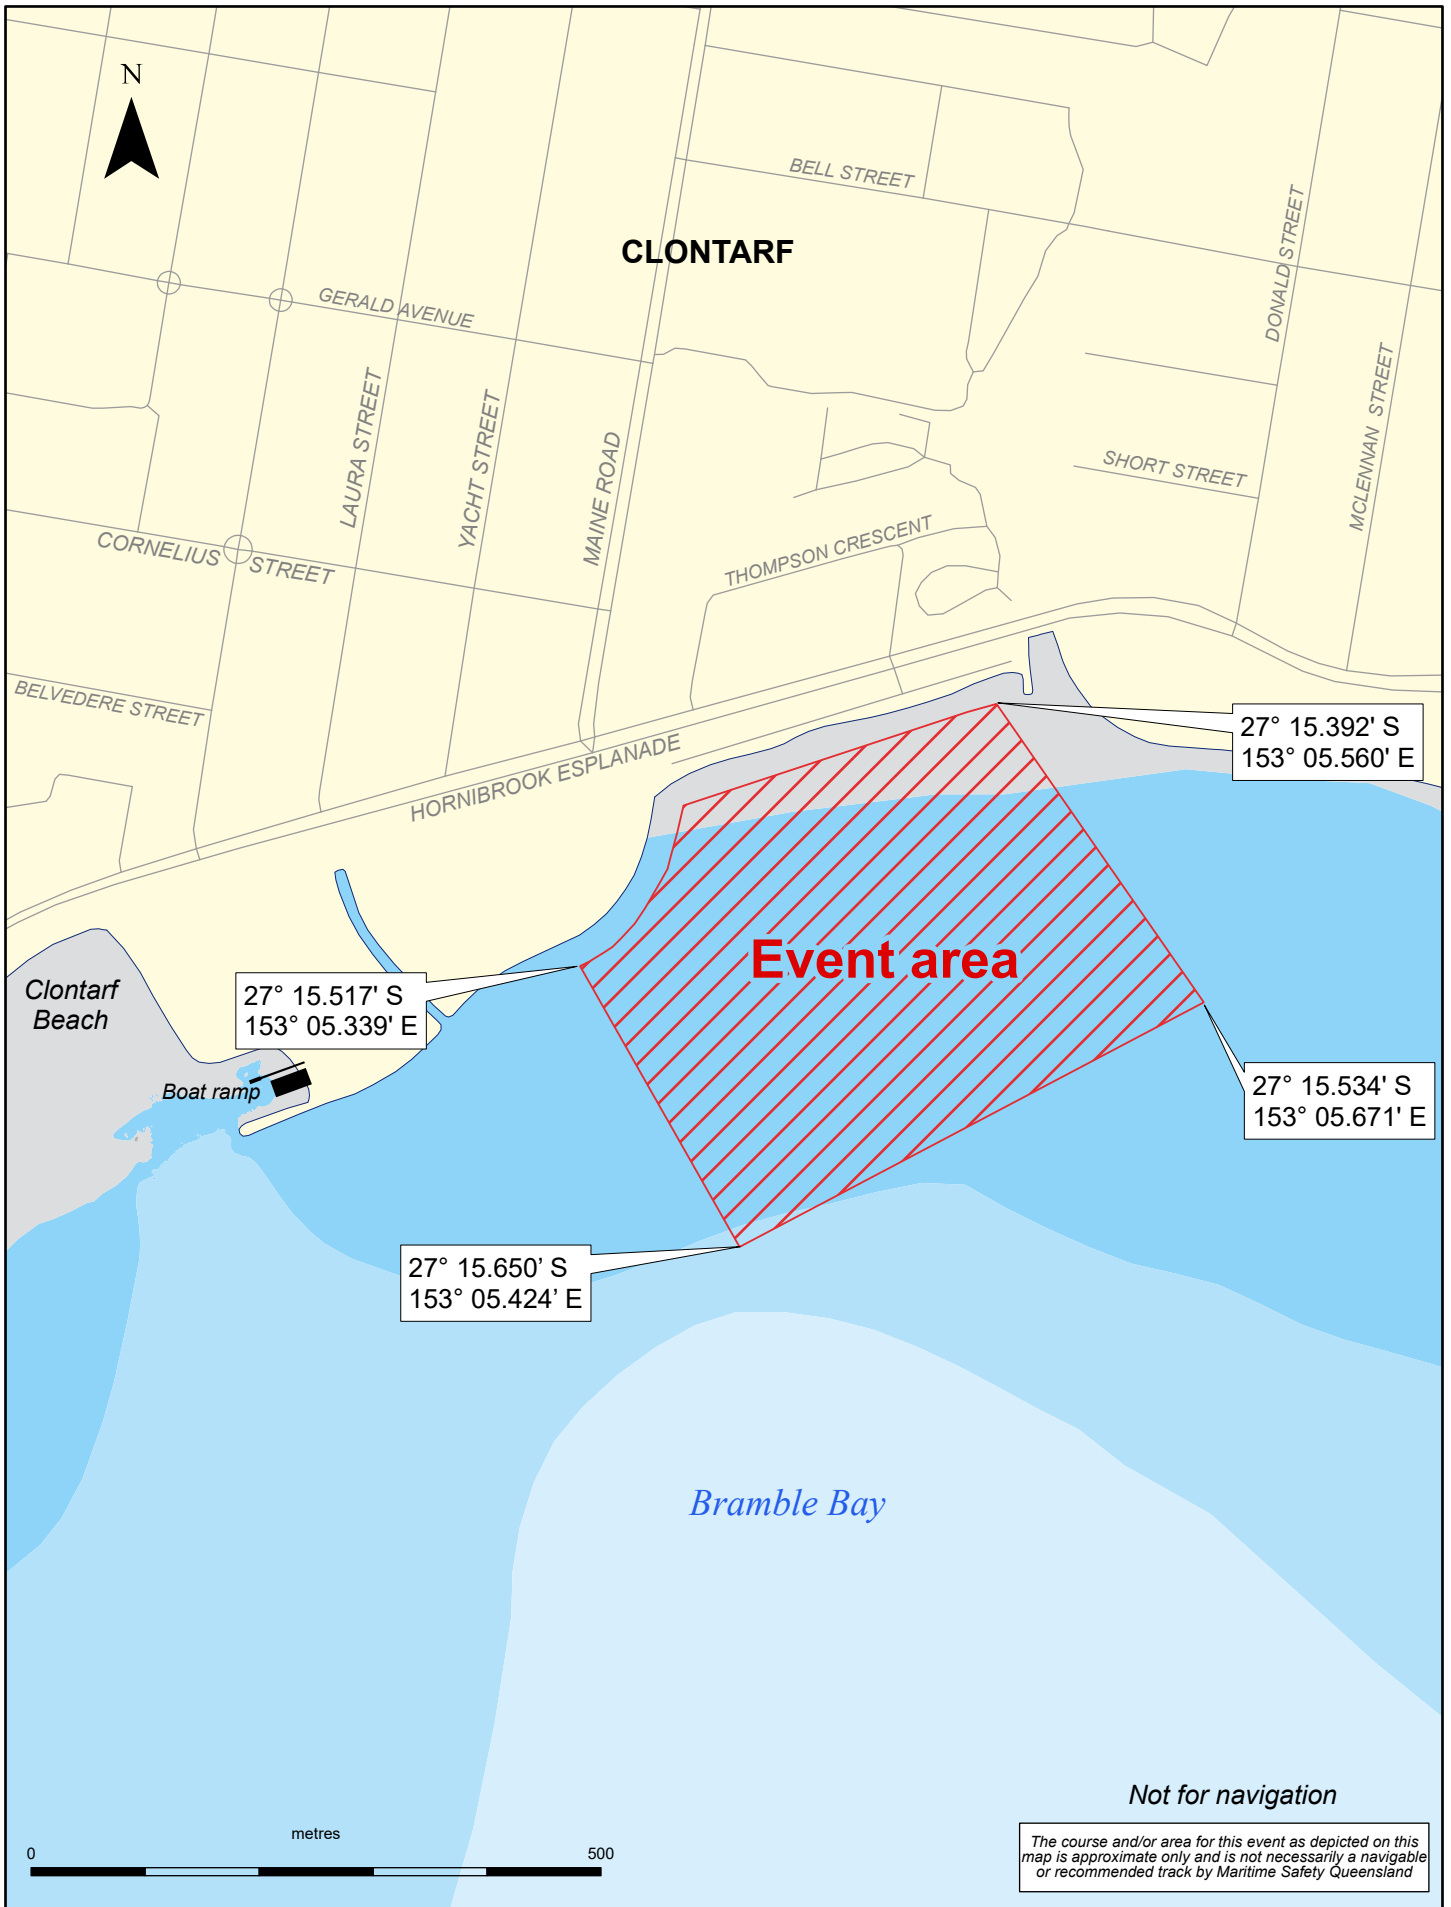 N
BELL STREET
CLONTARF
DONALD STREET
GERALD AVENUE
LAURA STREET
YACHT STREET
MAINE ROAD
MCLENNAN STREET
SHORT STREET
THOMPSON CRESCENT
CORNELIUS STREET
BELVEDERE STREET
HORNIBROOK ESPLANADE
27° 15.392' S
153° 05.560' E
Event area
Clontarf
Beach
27° 15.517' S
153° 05.339' E
Boat ramp
27° 15.534' S
153° 05.671' E
27° 15.650’ S
153° 05.424’ E
Bramble Bay
Not for navigation
metres
0 500
The course and/or area for this event as depicted on this
map is approximate only and is not necessarily a navigable
or recommended track by Maritime Safety Queensland